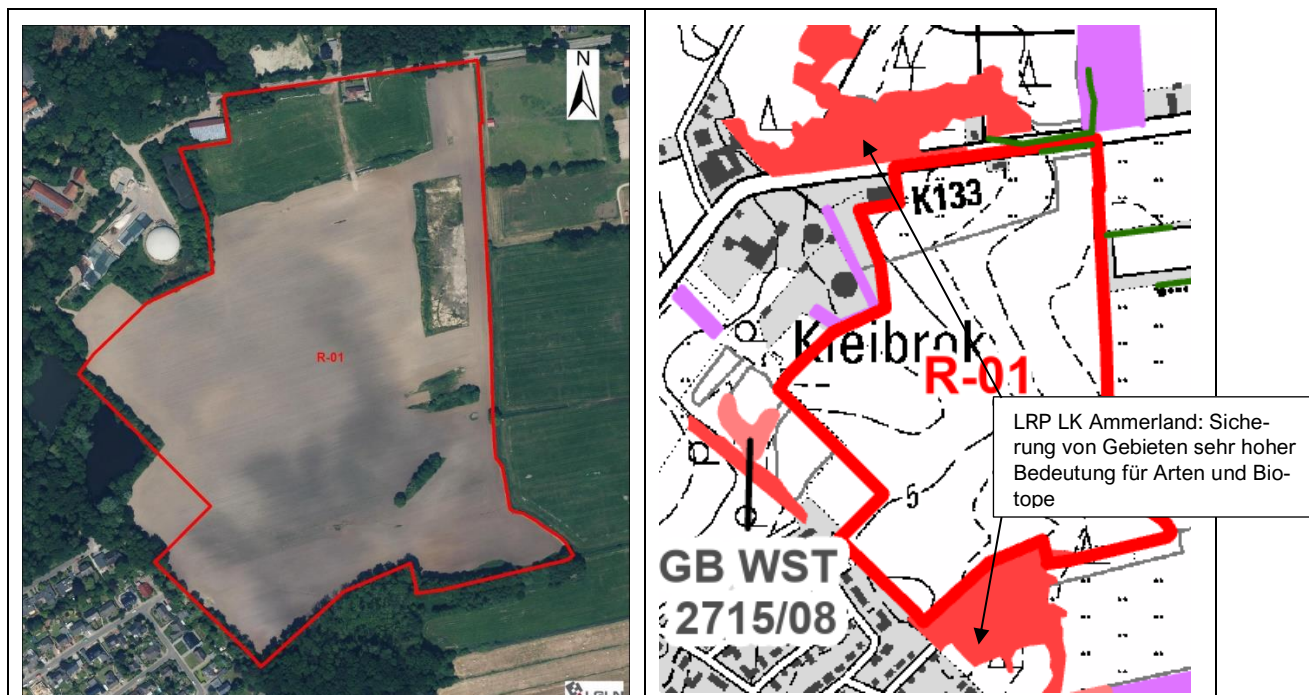 N
R-01
LGLN
K133
Kleibrok
R-01
LRP LK Ammerland: Siche-
rung von Gebieten sehr hoher
Bedeutung für Arten und Bio-
tope
5
GB WST
2715/08